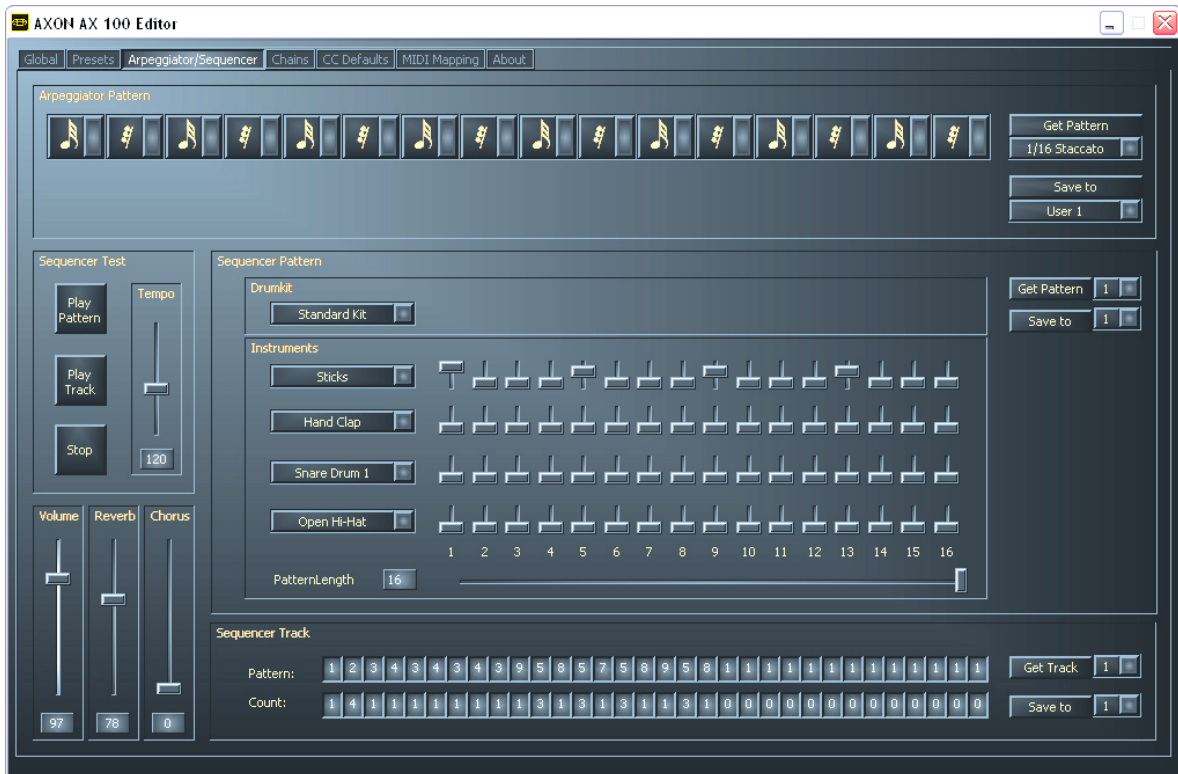 AXON AX 100 Editor
Global Presets Arpeggiator/Sequencer Chains CC Defaults MIDI Mapping About
Arpeggiator Pattern
Get Pattern
1/16 Staccato
Save to
User 1
Sequencer Test
Play Pattern
Play Track
Stop
Tempo
120
Volume Reverb Chorus
97 78 0
Sequencer Pattern
Drumkit
Standard Kit
Get Pattern 1
Save to 1
Instruments
Sticks
Hand Clap
Snare Drum 1
Open Hi-Hat
1 2 3 4 5 6 7 8 9 10 11 12 13 14 15 16
PatternLength 16
Sequencer Track
Pattern: 1 2 3 4 3 4 3 4 3 9 5 8 5 7 5 8 9 5 8 1 1 1 1 1 1 1 1 1 1 1 1 1
Count: 1 4 1 1 1 1 1 1 1 1 3 1 3 1 3 1 1 3 1 0 0 0 0 0 0 0 0 0 0 0 0 0
Get Track 1
Save to 1